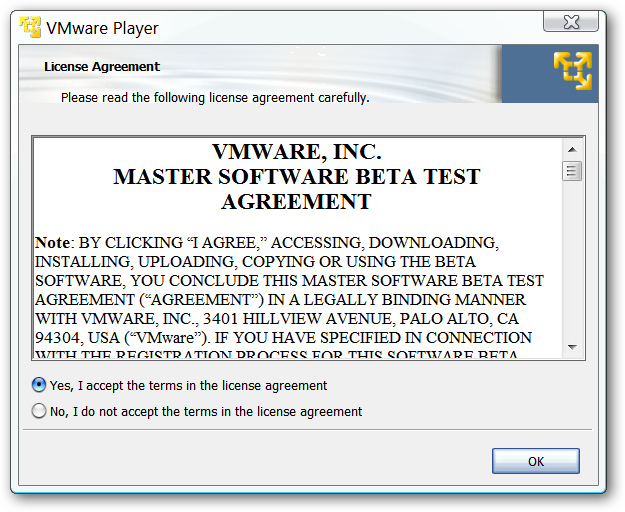 VMware Player
License Agreement
Please read the following license agreement carefully.
VMWARE, INC.
MASTER SOFTWARE BETA TEST
AGREEMENT
Note: BY CLICKING “I AGREE,” ACCESSING, DOWNLOADING,
INSTALLING, UPLOADING, COPYING OR USING THE BETA
SOFTWARE, YOU CONCLUDE THIS MASTER SOFTWARE BETA TEST
AGREEMENT (“AGREEMENT”) IN A LEGALLY BINDING MANNER
WITH VMWARE, INC., 3401 HILLVIEW AVENUE, PALO ALTO, CA
94304, USA (“VMware”). IF YOU HAVE SPECIFIED IN CONNECTION
WITH THE REGISTRATION PROCESS FOR THIS SOFTWARE BETA
Yes, I accept the terms in the license agreement
No, I do not accept the terms in the license agreement
OK